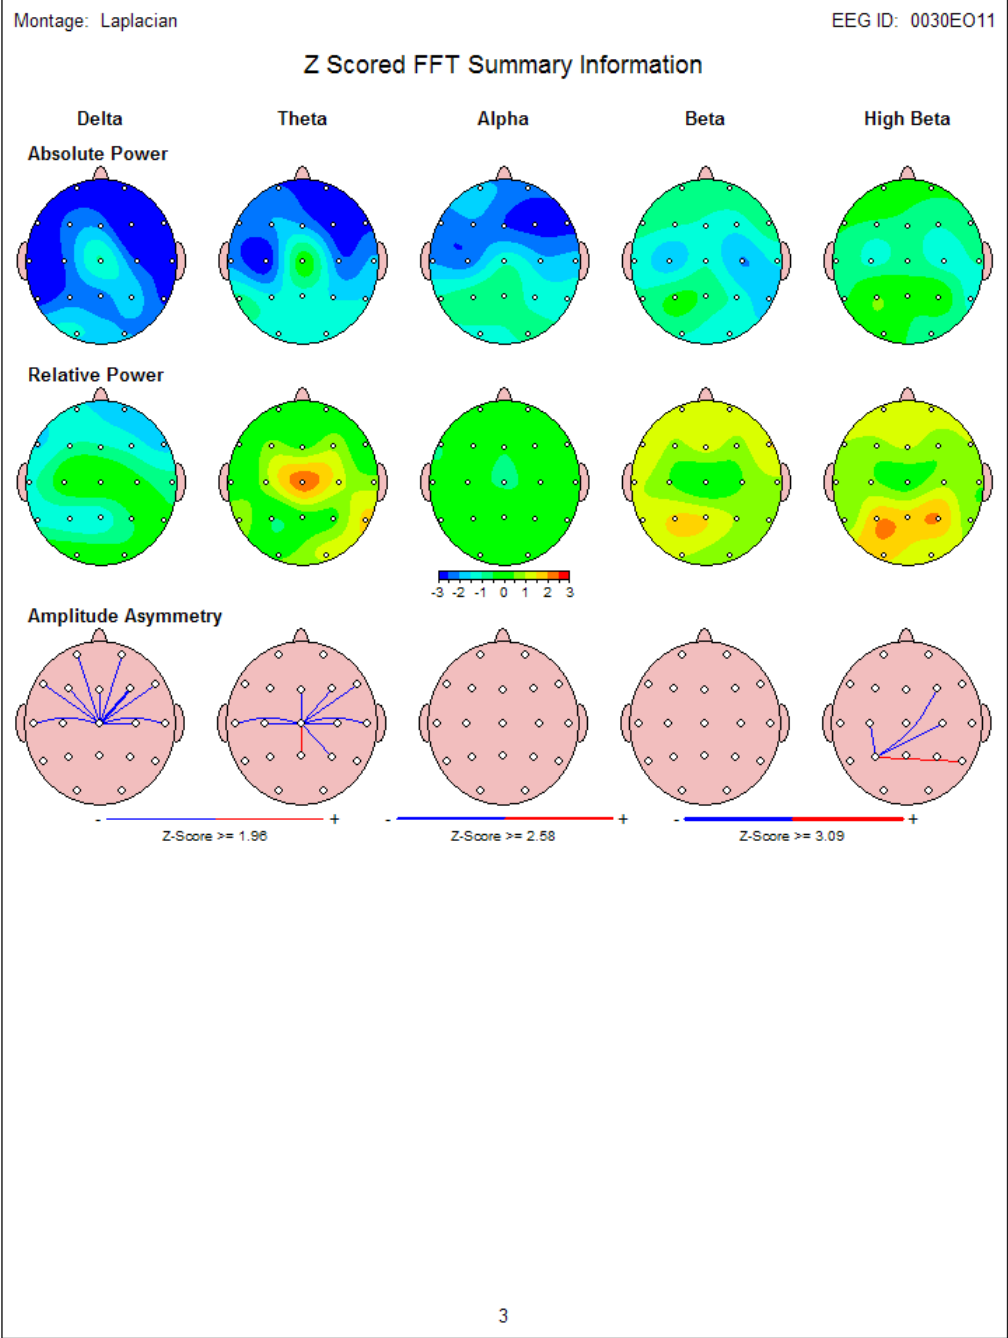 Montage: Laplacian EEG ID: 0030EO11
Z Scored FFT Summary Information
Delta Theta Alpha Beta High Beta
Absolute Power
Relative Power
-3 -2 -1 0 1 2 3
Amplitude Asymmetry
- + - + - +
Z-Score >= 1.96 Z-Score >= 2.58 Z-Score >= 3.09
3